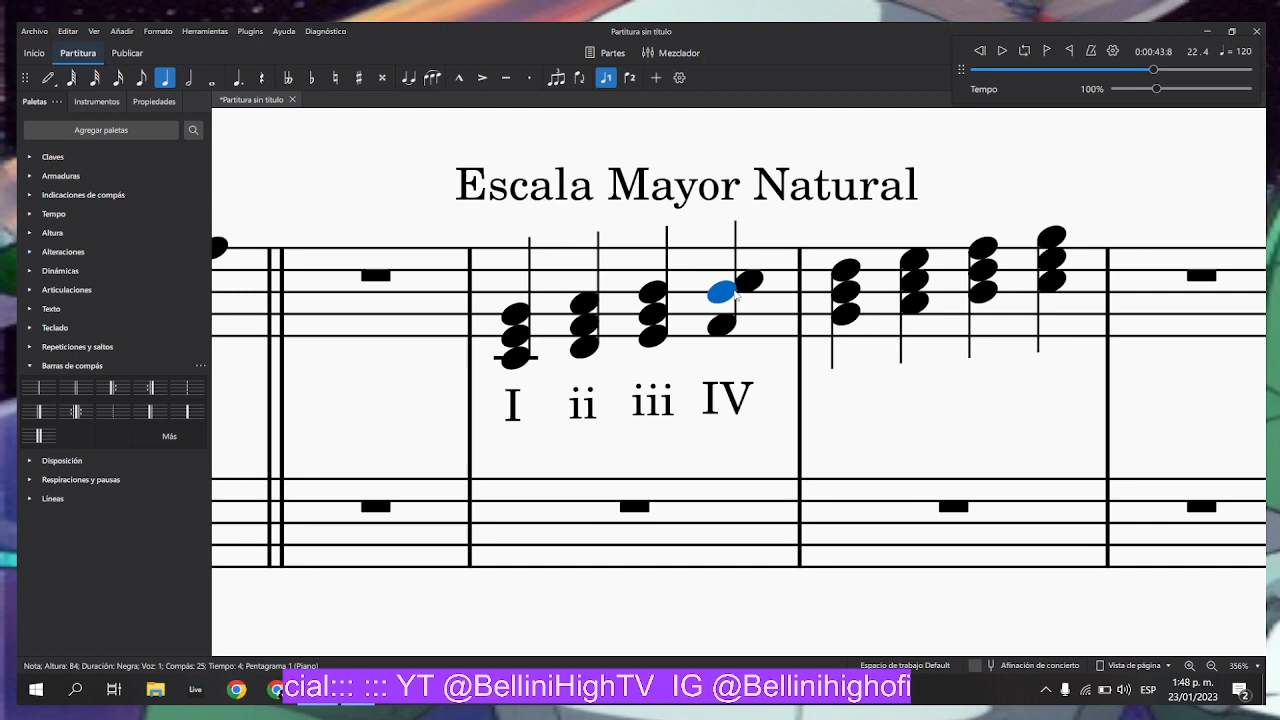 Archivo Editar Ver Añadir Formato Herramientas Plugins Ayuda Diagnóstico Partitura sin título
Inicio Partitura Publicar Partes Mezclador
0:00:43:8 22 .4 = 120
Tempo 100%
Paletas Instrumentos Propiedades
*Partitura sin título
Agregar paletas
Claves
Armaduras
Indicaciones de compás
Tempo
Altura
Alteraciones
Dinámicas
Articulaciones
Texto
Teclado
Repeticiones y saltos
Barras de compás
Más
Disposición
Respiraciones y pausas
Líneas
Escala Mayor Natural
I ii iii IV
Nota; Altura: B4; Duración: Negra; Voz: 1; Compás: 25; Tiempo: 4; Pentagrama 1 (Piano)
Espacio de trabajo Default Afinación de concierto Vista de página 356%
Live
cial::: ::: YT @BelliniHighTV IG @Bellinihighofi
ESP
1:48 p. m.
23/01/2023
2